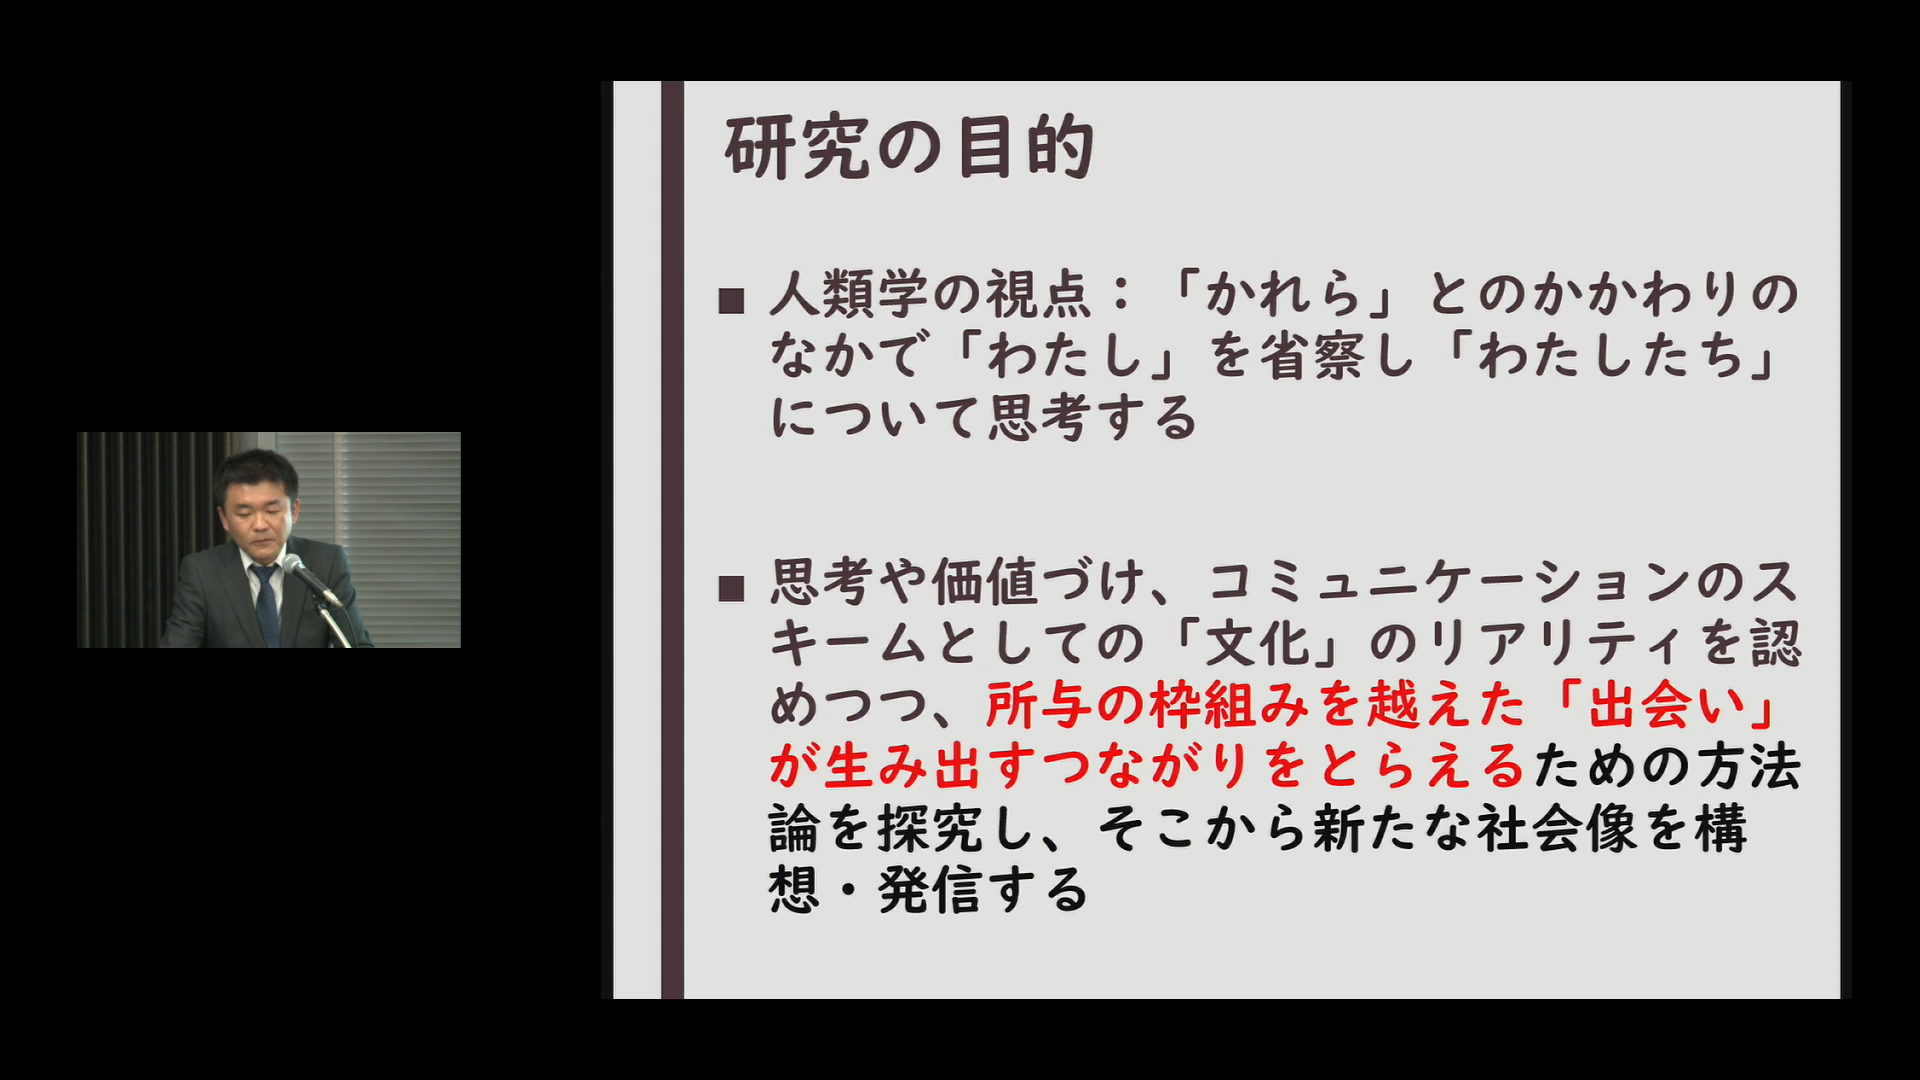 研究の目的
■ 人類学の視点：「かれら」とのかかわりの
なかで「わたし」を省察し「わたしたち」
について思考する
■ 思考や価値づけ、コミュニケーションのス
キームとしての「文化」のリアリティを認
めつつ、所与の枠組みを越えた「出会い」
が生み出すつながりをとらえるための方法
論を探究し、そこから新たな社会像を構
想・発信する